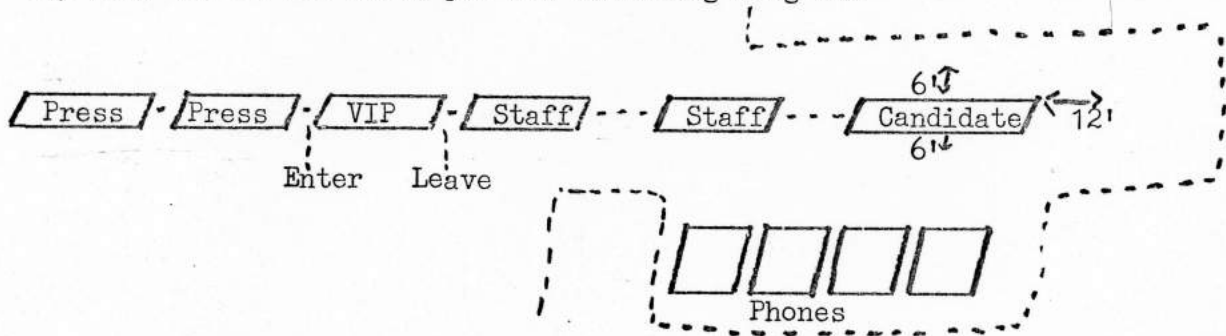 6'
Press Press VIP Staff Staff Candidate
12'
6'
Enter Leave
Phones